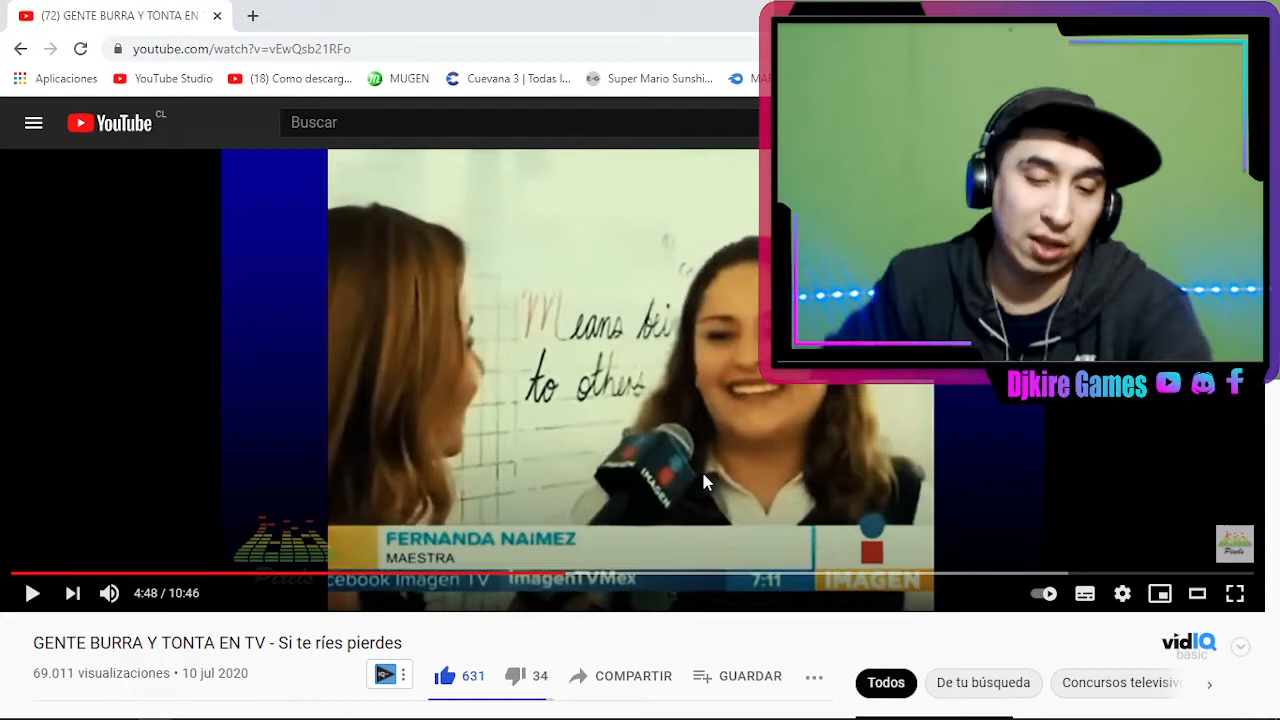 (72) GENTE BURRA Y TONTA EN
youtube.com/watch?v=vEwQsb21RFo
Aplicaciones YouTube Studio (18) Como descarg... MUGEN Cuevana 3 | Todas l... Super Mario Sunshi...
YouTube CL
Buscar
Means
to others
IMAGEN
Djkire Games
FERNANDA NAIMEZ
MAESTRA
cebook Imagen TV ImagenTVMex 7:11 IMAGEN
Pixels
4:48 / 10:46
GENTE BURRA Y TONTA EN TV - Si te ríes pierdes
69.011 visualizaciones • 10 jul 2020
631 34 COMPARTIR GUARDAR
vidIQ
basic
Todos De tu búsqueda Concursos televisiv